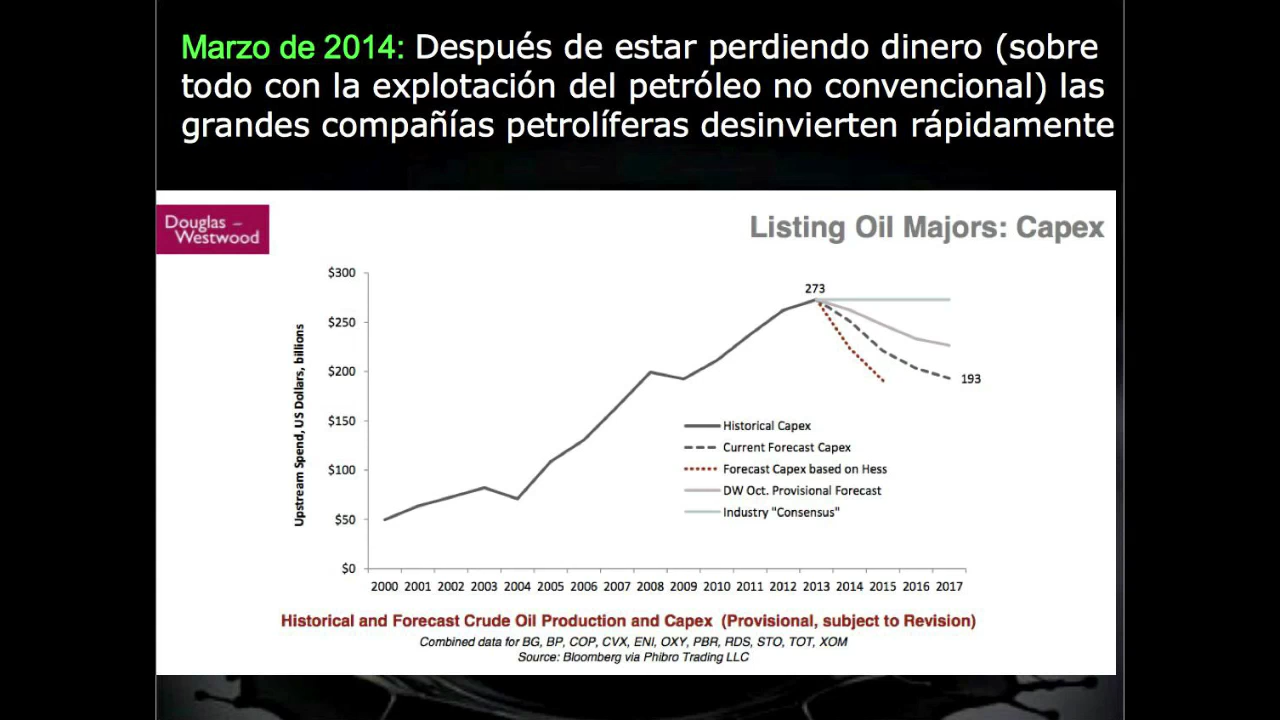 Marzo de 2014: Después de estar perdiendo dinero (sobre
todo con la explotación del petróleo no convencional) las
grandes compañías petrolíferas desinvierten rápidamente
Douglas –
Westwood
Listing Oil Majors: Capex
Upstream Spend, US Dollars, billions
$300
$250
$200
$150
$100
$50
$0
273
193
Historical Capex
Current Forecast Capex
Forecast Capex based on Hess
DW Oct. Provisional Forecast
Industry "Consensus"
2000 2001 2002 2003 2004 2005 2006 2007 2008 2009 2010 2011 2012 2013 2014 2015 2016 2017
Historical and Forecast Crude Oil Production and Capex (Provisional, subject to Revision)
Combined data for BG, BP, COP, CVX, ENI, OXY, PBR, RDS, STO, TOT, XOM
Source: Bloomberg via Phibro Trading LLC